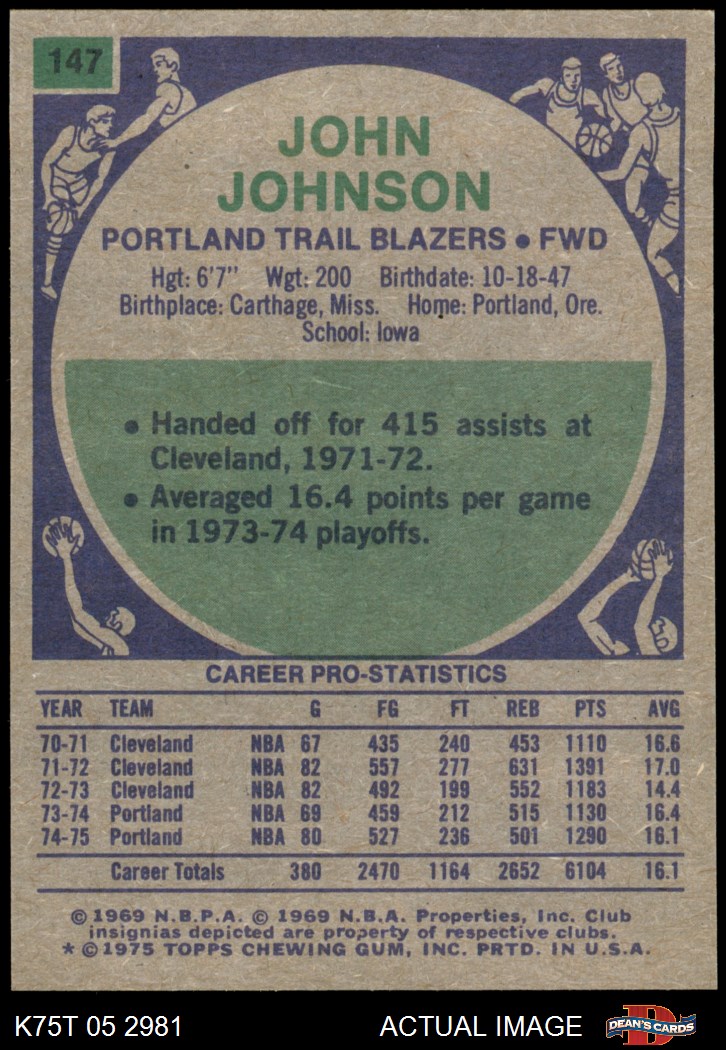 147
JOHN
JOHNSON
PORTLAND TRAIL BLAZERS • FWD
Hgt: 6'7" Wgt: 200 Birthdate: 10-18-47
Birthplace: Carthage, Miss. Home: Portland, Ore.
School: Iowa
• Handed off for 415 assists at
Cleveland, 1971-72.
• Averaged 16.4 points per game
in 1973-74 playoffs.
CAREER PRO-STATISTICS
YEAR TEAM G FG FT REB PTS AVG
70-71 Cleveland NBA 67 435 240 453 1110 16.6
71-72 Cleveland NBA 82 557 277 631 1391 17.0
72-73 Cleveland NBA 82 492 199 552 1183 14.4
73-74 Portland NBA 69 459 212 515 1130 16.4
74-75 Portland NBA 80 527 236 501 1290 16.1
Career Totals 380 2470 1164 2652 6104 16.1
© 1969 N.B.P.A. © 1969 N.B.A. Properties, Inc. Club
insignias depicted are property of respective clubs.
* © 1975 TOPPS CHEWING GUM, INC. PRTD. IN U.S.A.
K75T 05 2981 ACTUAL IMAGE D DEAN'S CARDS